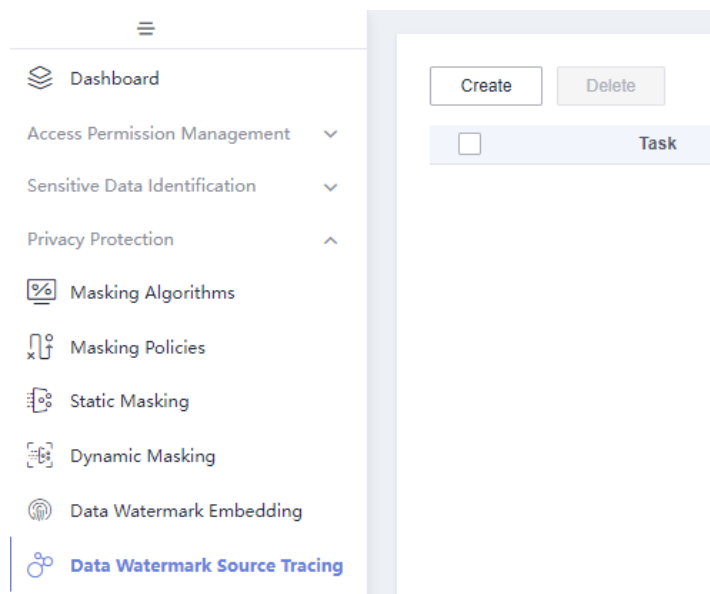 Dashboard
Access Permission Management
Sensitive Data Identification
Privacy Protection
Masking Algorithms
Masking Policies
Static Masking
Dynamic Masking
Data Watermark Embedding
Data Watermark Source Tracing
Create Delete
Task